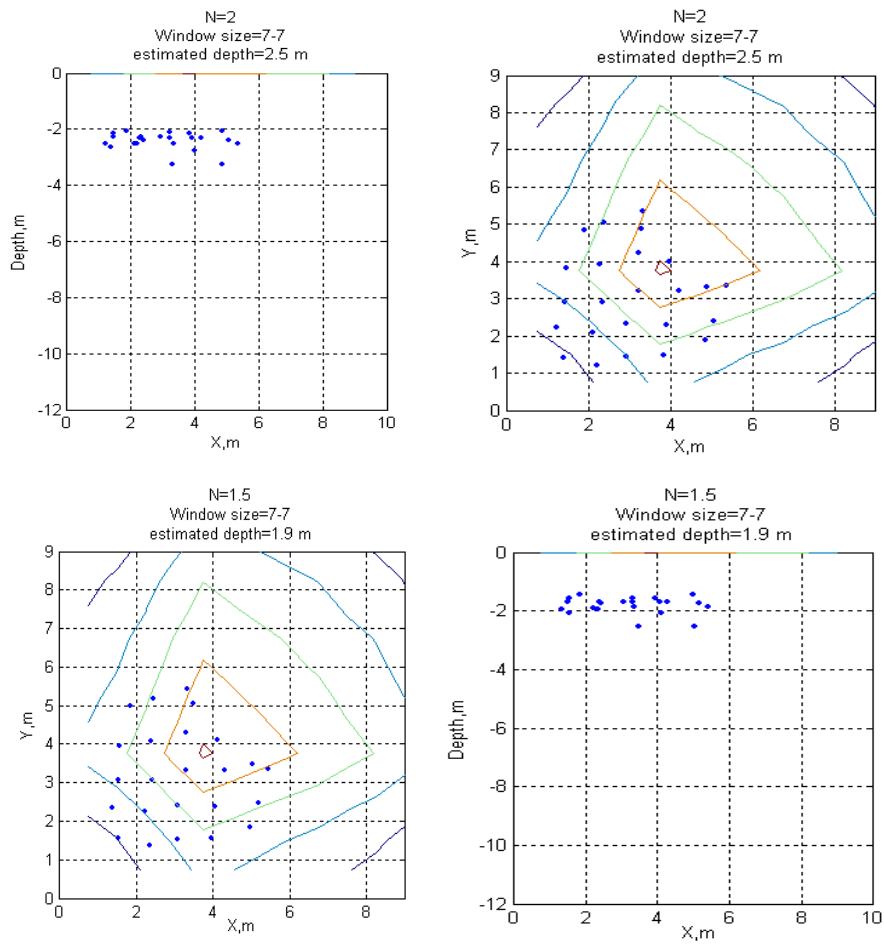 N=2
Window size=7-7
estimated depth=2.5 m
0
-2
-4
-6
-8
-10
-12
Depth,m
0 2 4 6 8 10
X,m
N=2
Window size=7-7
estimated depth=2.5 m
9
8
7
6
5
4
3
2
1
0
Y,m
0 2 4 6 8
X,m
N=1.5
Window size=7-7
estimated depth=1.9 m
9
8
7
6
5
4
3
2
1
0
Y,m
0 2 4 6 8
X,m
N=1.5
Window size=7-7
estimated depth=1.9 m
0
-2
-4
-6
-8
-10
-12
Depth,m
0 2 4 6 8 10
X,m